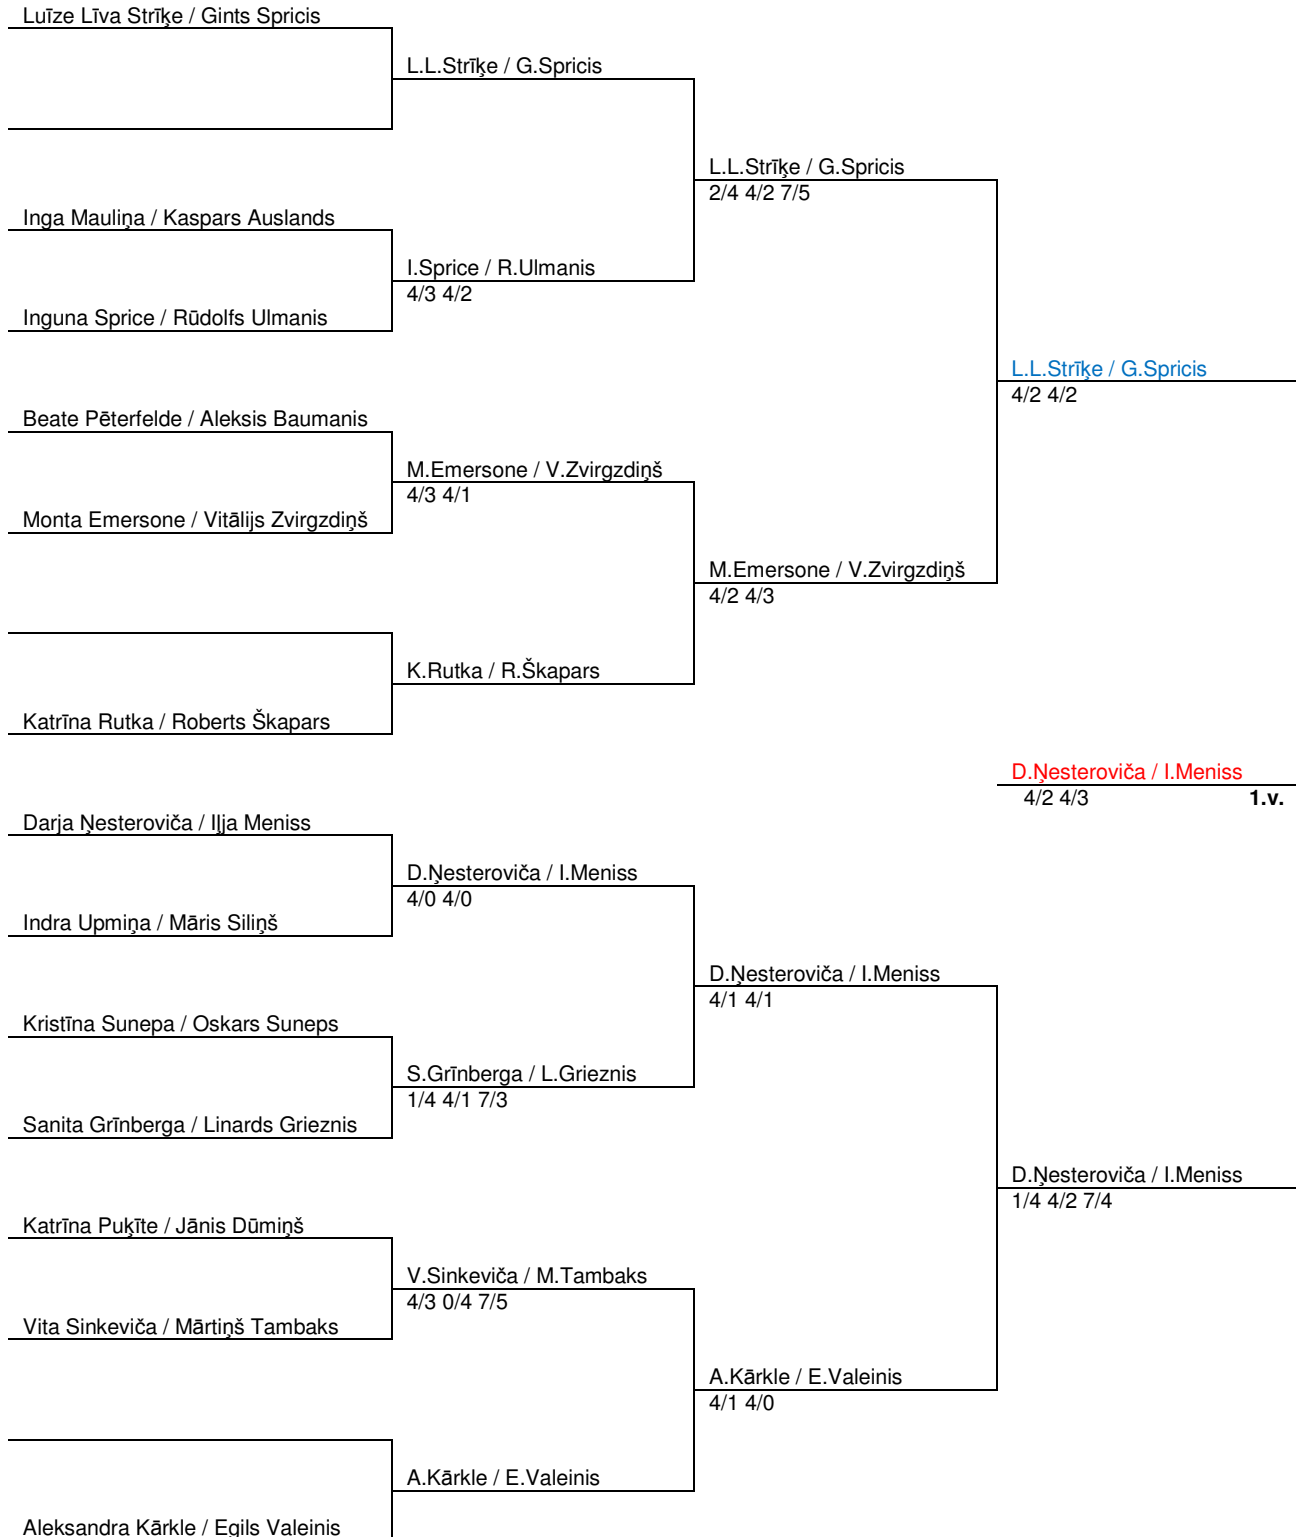 Luīze Līva Strīķe / Gints Spricis
L.L.Strīķe / G.Spricis
L.L.Strīķe / G.Spricis
2/4 4/2 7/5
Inga Mauliņa / Kaspars Auslands
I.Sprice / R.Ulmanis
4/3 4/2
Inguna Sprice / Rūdolfs Ulmanis
L.L.Strīķe / G.Spricis
4/2 4/2
Beate Pēterfelde / Aleksis Baumanis
M.Emersone / V.Zvirgzdiņš
4/3 4/1
Monta Emersone / Vitālijs Zvirgzdiņš
M.Emersone / V.Zvirgzdiņš
4/2 4/3
K.Rutka / R.Škapars
Katrīna Rutka / Roberts Škapars
D.Ņesteroviča / I.Meniss
4/2 4/3 1.v.
Darja Ņesteroviča / Iļja Meniss
D.Ņesteroviča / I.Meniss
4/0 4/0
Indra Upmiņa / Māris Siliņš
D.Ņesteroviča / I.Meniss
4/1 4/1
Kristīna Sunepa / Oskars Suneps
S.Grīnberga / L.Grieznis
1/4 4/1 7/3
Sanita Grīnberga / Linards Grieznis
D.Ņesteroviča / I.Meniss
1/4 4/2 7/4
Katrīna Puķīte / Jānis Dūmiņš
V.Sinkeviča / M.Tambaks
4/3 0/4 7/5
Vita Sinkeviča / Mārtiņš Tambaks
A.Kārkle / E.Valeinis
4/1 4/0
A.Kārkle / E.Valeinis
Aleksandra Kārkle / Egils Valeinis